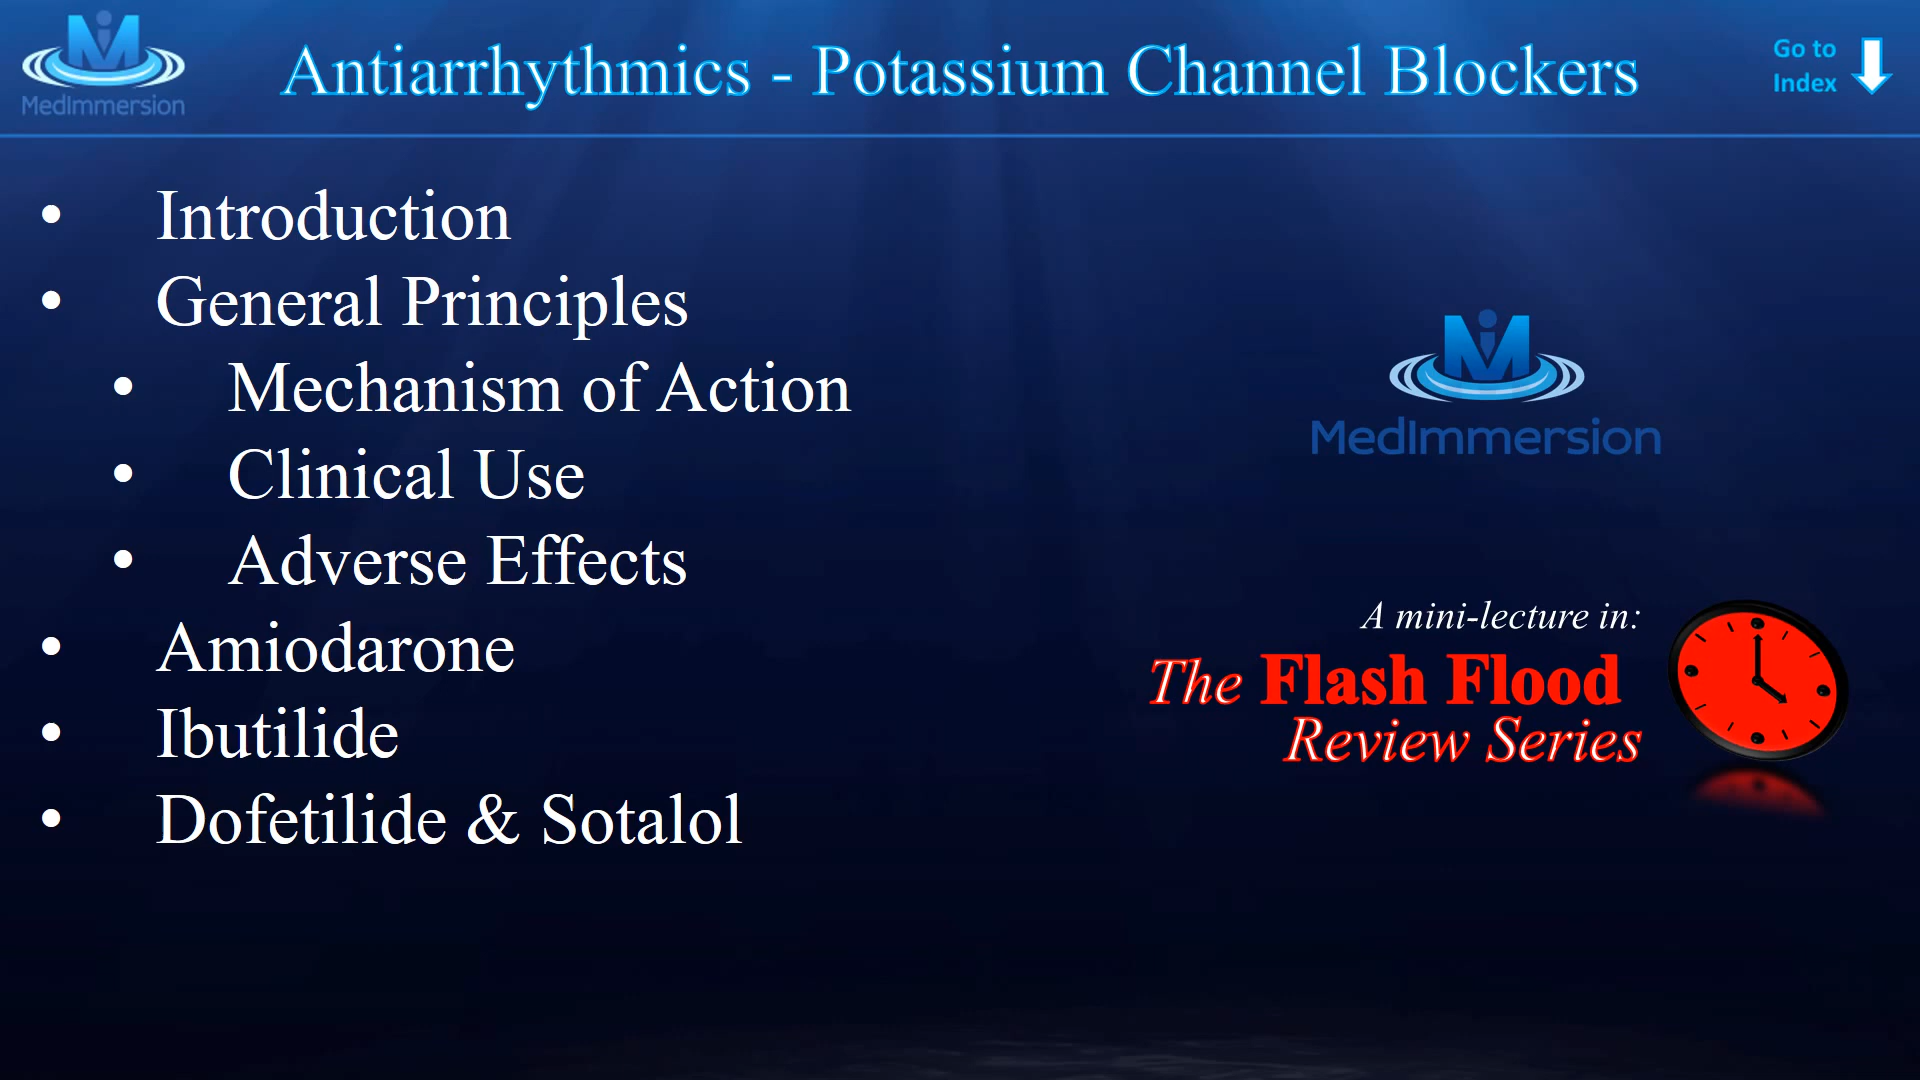 MedImmersion
Antiarrhythmics - Potassium Channel Blockers
Go to
Index
• Introduction
• General Principles
• Mechanism of Action
• Clinical Use
• Adverse Effects
• Amiodarone
• Ibutilide
• Dofetilide & Sotalol
MedImmersion
A mini-lecture in:
The Flash Flood
Review Series